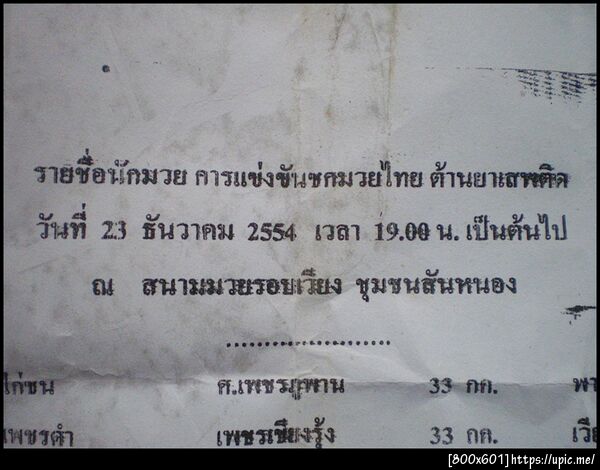 รายชื่อนักมวย การแข่งขันชกมวยไทย ต้านยาเสพติด
วันที่ 23 ธันวาคม 2554 เวลา 19.00 น. เป็นต้นไป
ณ สนามมวยรอบเวียง ชุมชนสันหนอง
......................
ไก่ชน ศ.เพชรภูพาน 33 กก.
เพชรดำ เพชรเชียงรุ้ง 33 กก.
[800x601]https://upic.me/